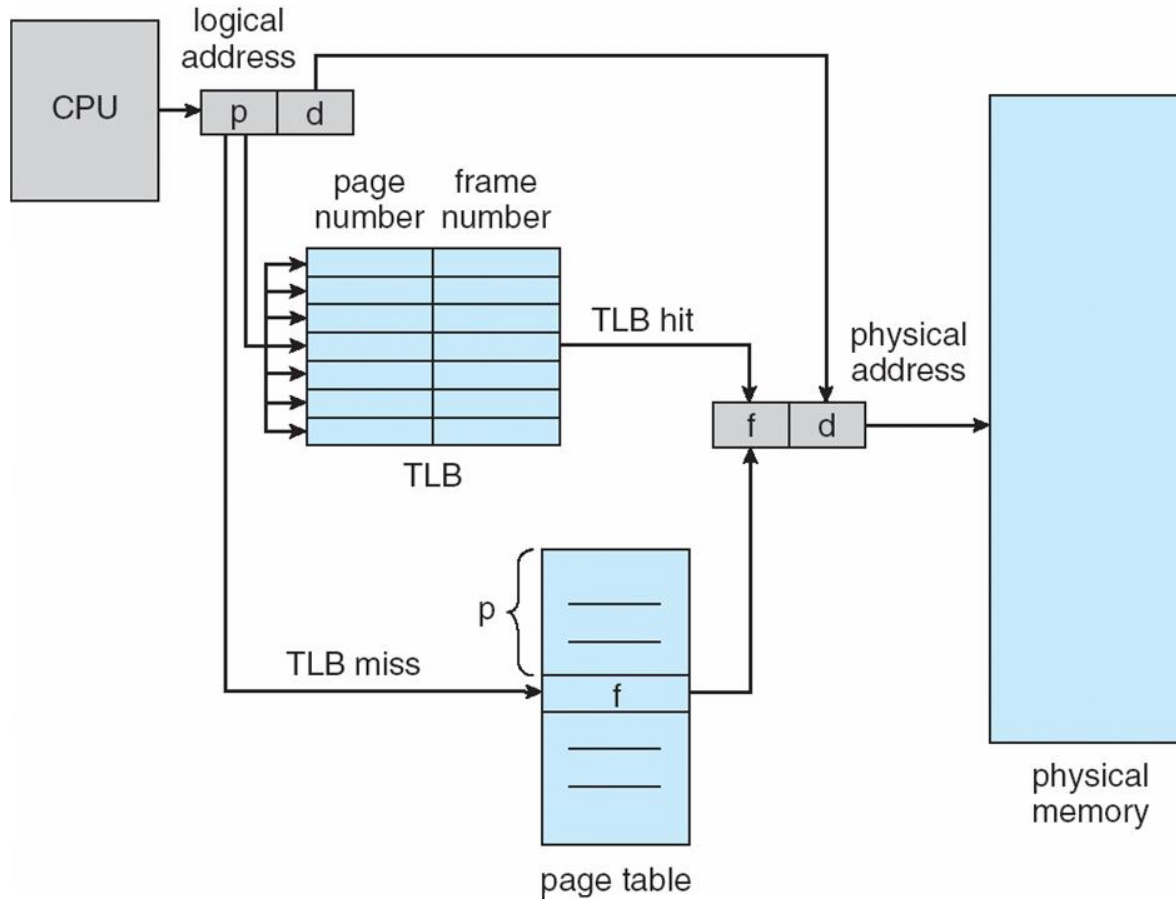 logical
address
CPU
p
d
page
number
frame
number
TLB hit
physical
address
f
d
TLB
p
TLB miss
f
physical
memory
page table